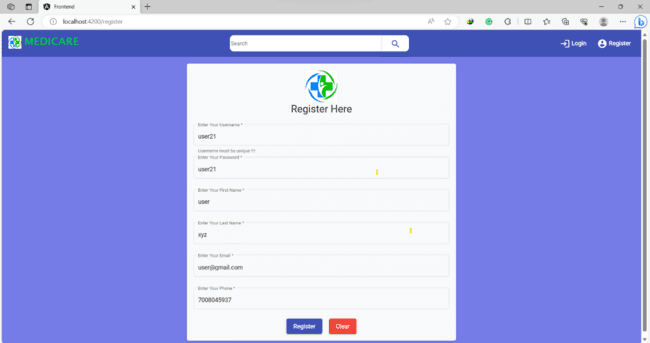 Frontend
localhost:4200/register
MEDICARE
Search
Login
Register
Register Here
Enter Your Username *
user21
Username must be unique !!!
Enter Your Password *
user21
Enter Your First Name *
user
Enter Your Last Name *
xyz
Enter Your Email *
user@gmail.com
Enter Your Phone *
7008045937
Register Clear